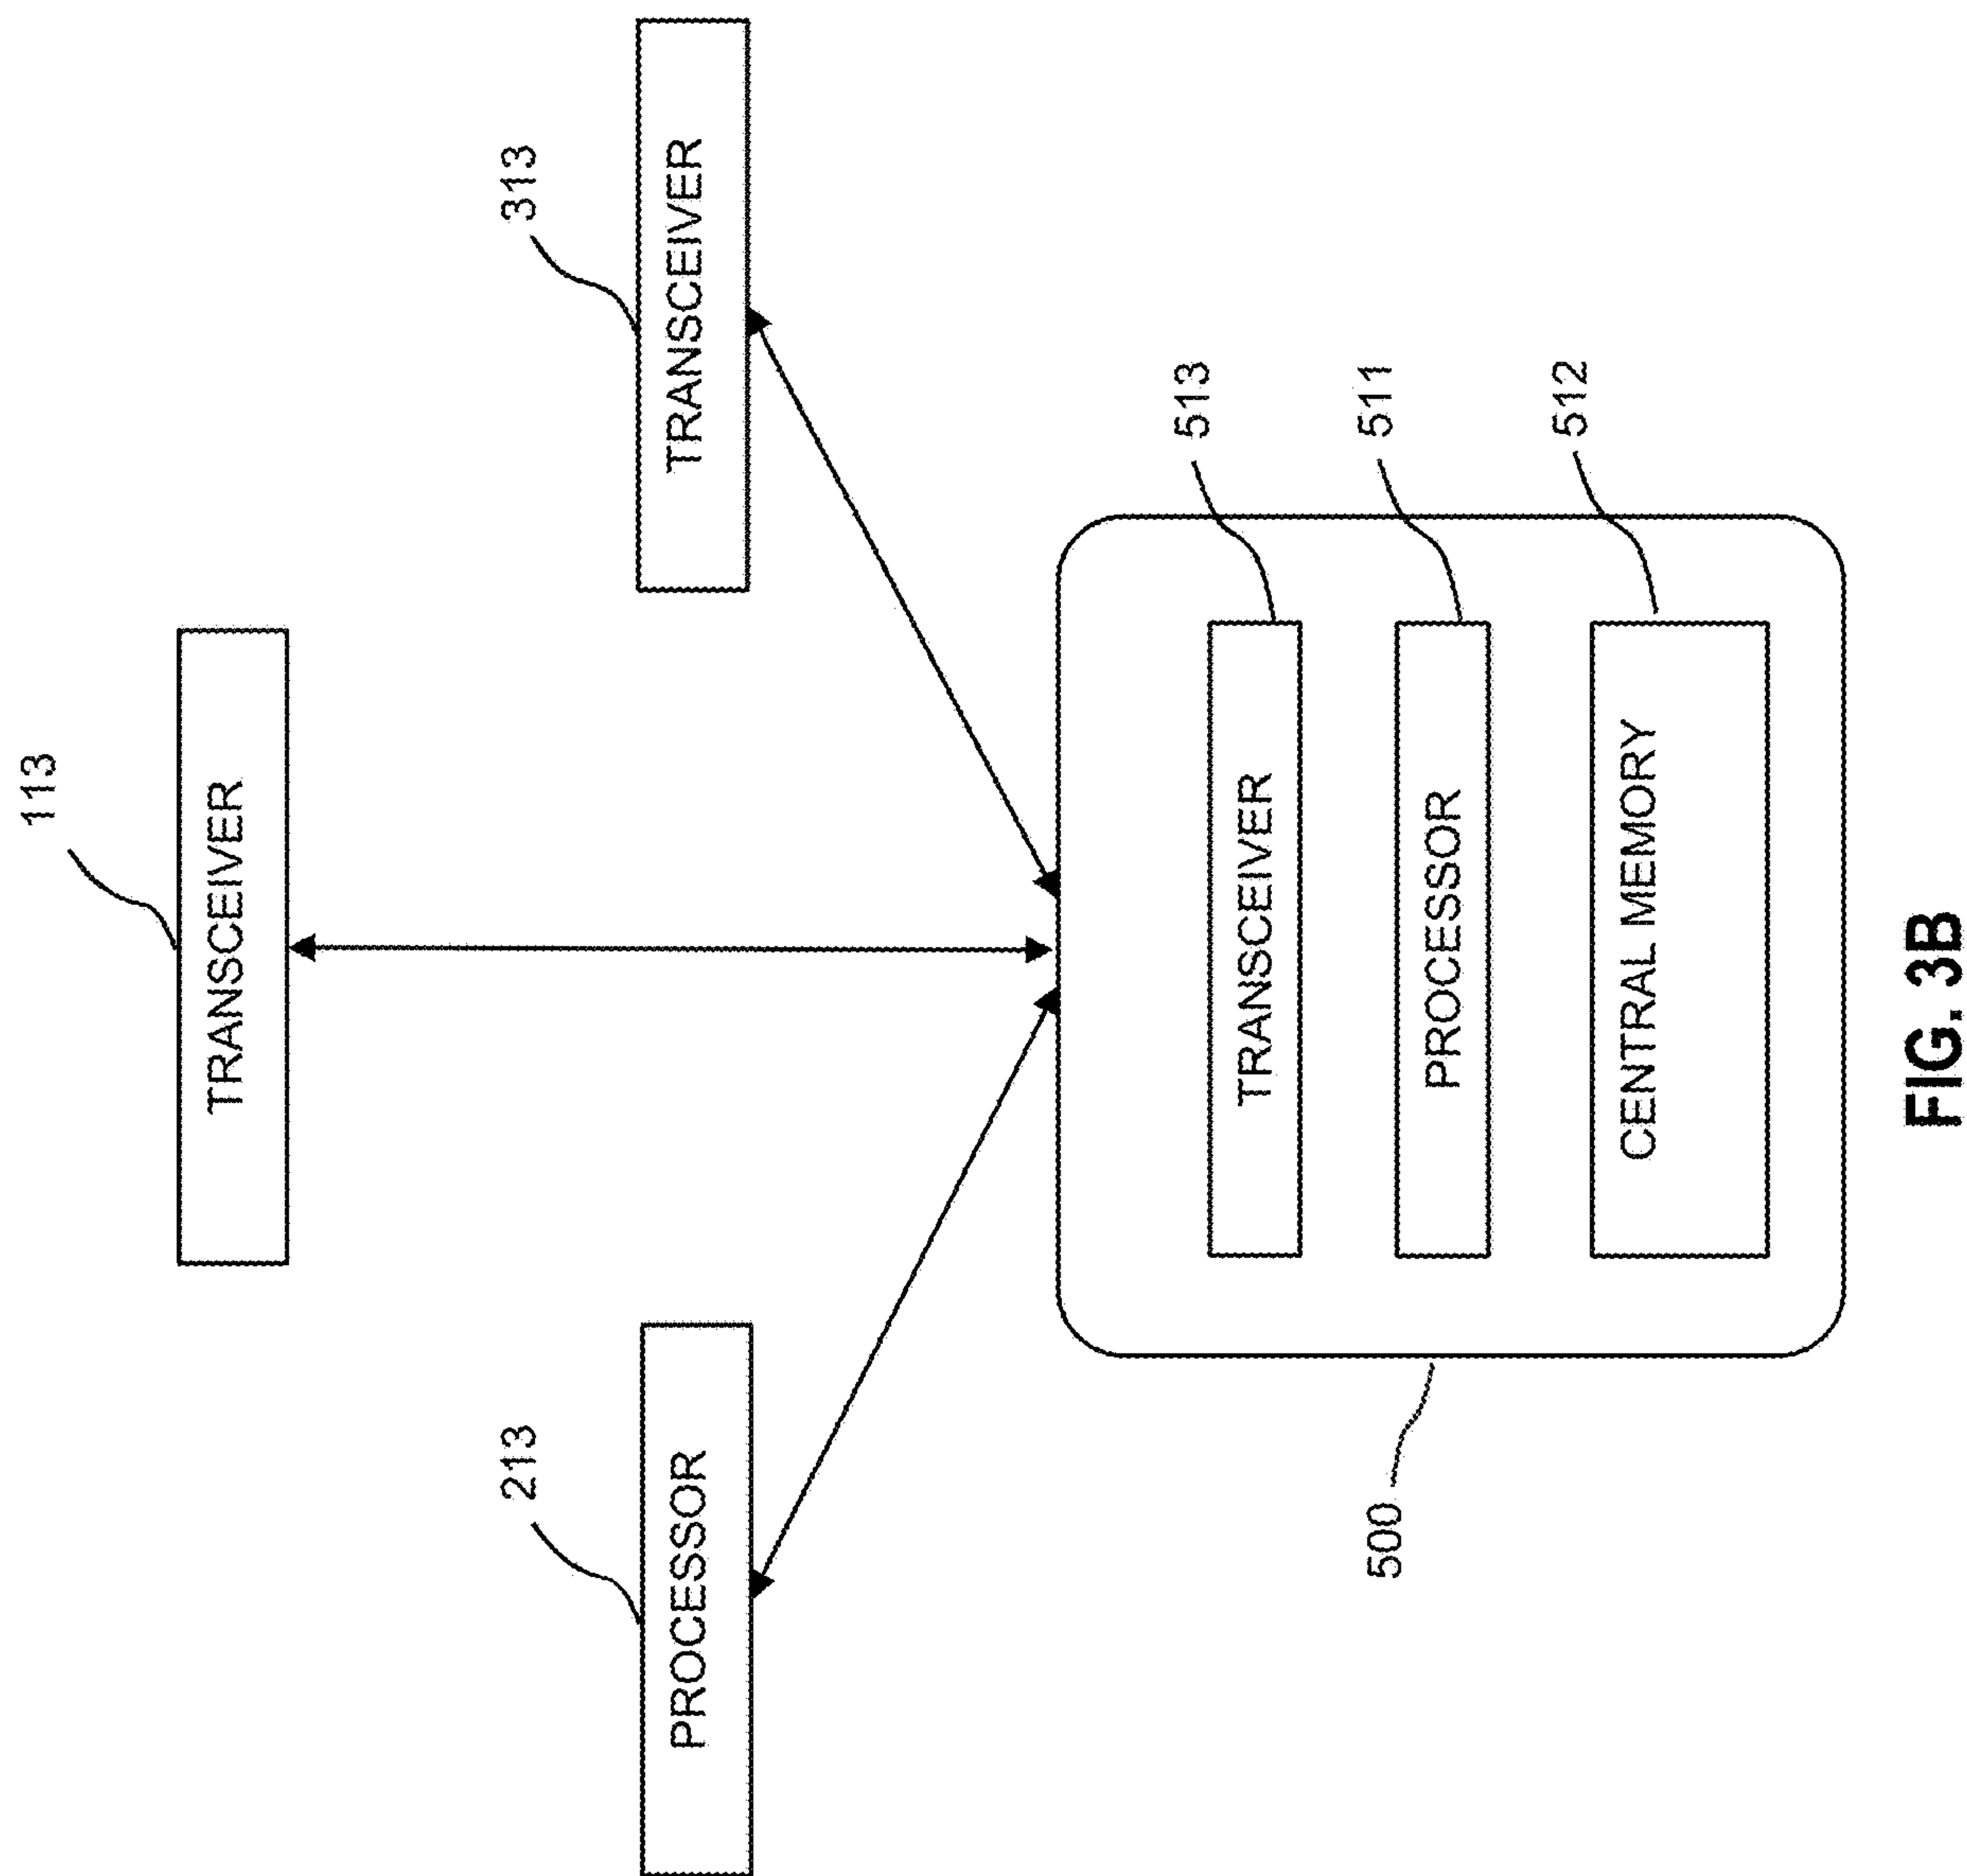 113
TRANSCEIVER
213
PROCESSOR
313
TRANSCEIVER
500
TRANSCEIVER
513
PROCESSOR
511
CENTRAL MEMORY
512
FIG. 3B